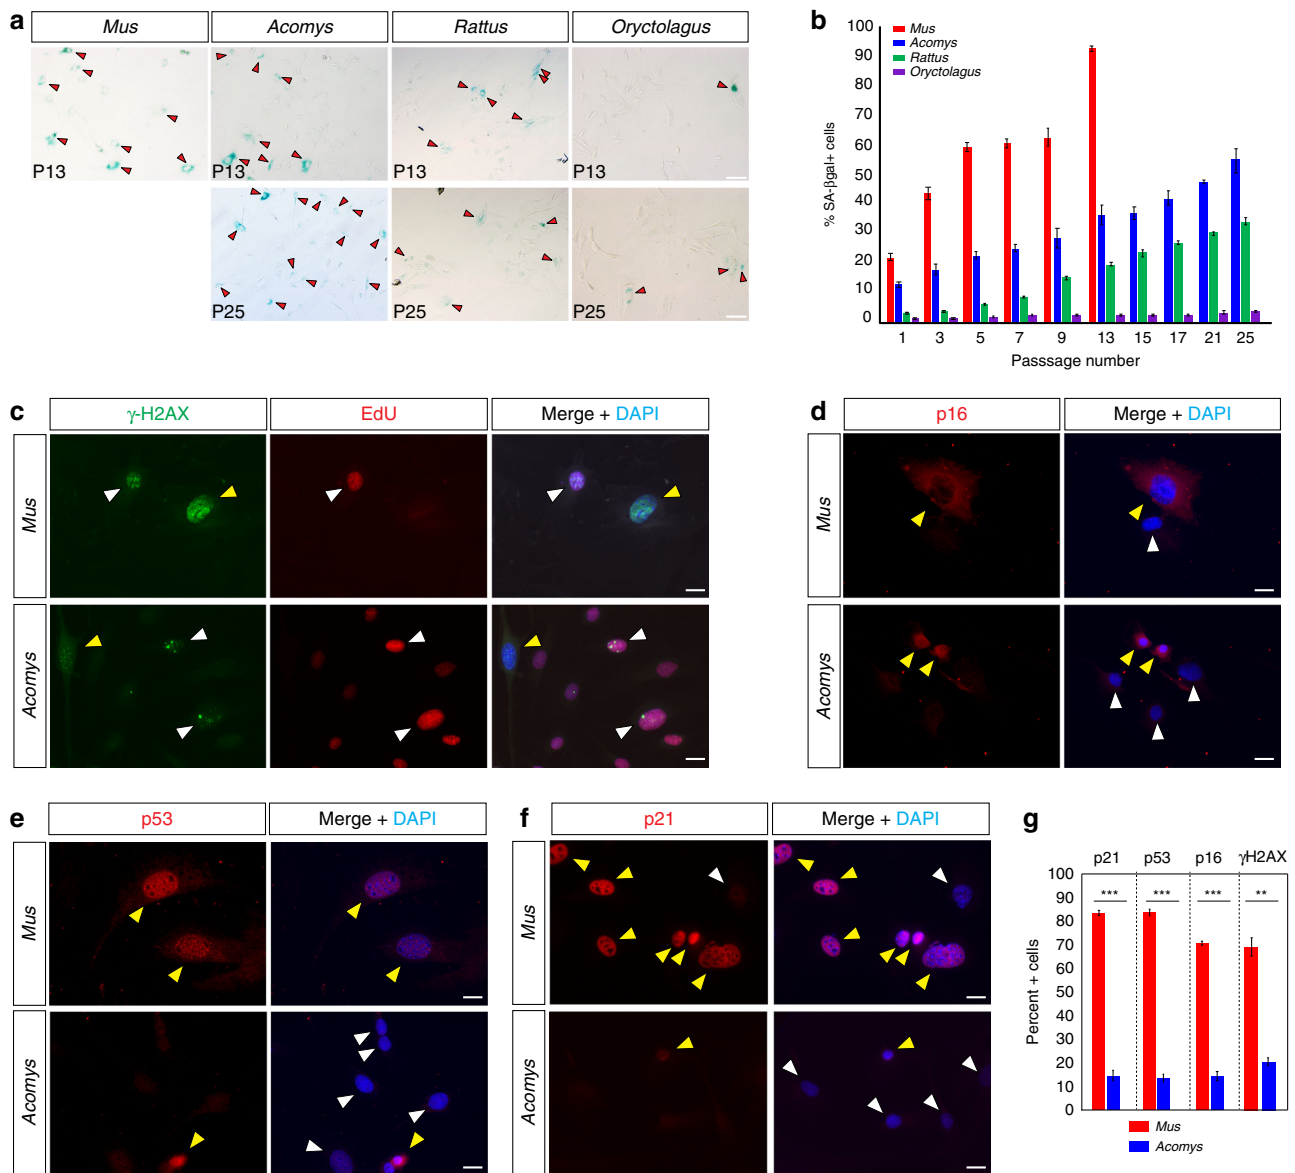 a
Mus Acomys Rattus Oryctolagus
P13 P13 P13 P13
P25 P25 P25
b
% SA-βgal+ cells
100
90
80
70
60
50
40
30
20
10
0
Mus
Acomys
Rattus
Oryctolagus
1 3 5 7 9 13 15 17 21 25
Passsage number
c
γ-H2AX EdU Merge + DAPI
Mus
Acomys
d
p16 Merge + DAPI
Mus
Acomys
e
p53 Merge + DAPI
Mus
Acomys
f
p21 Merge + DAPI
Mus
Acomys
g
p21 p53 p16 γH2AX
*** *** *** **
Percent + cells
100
90
80
70
60
50
40
30
20
10
0
Mus
Acomys